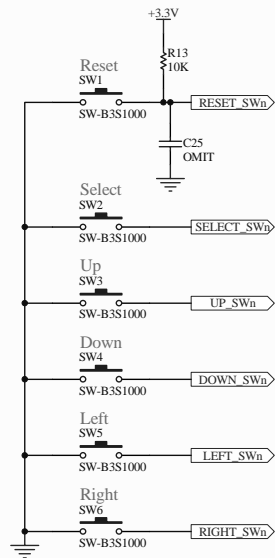 +3.3V
R13
10K
Reset
SW1
SW-B3S1000
RESET_SWn
C25
OMIT
Select
SW2
SW-B3S1000
SELECT_SWn
Up
SW3
SW-B3S1000
UP_SWn
Down
SW4
SW-B3S1000
DOWN_SWn
Left
SW5
SW-B3S1000
LEFT_SWn
Right
SW6
SW-B3S1000
RIGHT_SWn